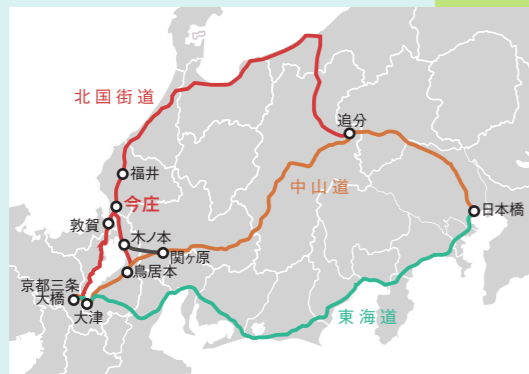 北国街道
追分
福井
中山道
今庄
日本橋
敦賀
木ノ本
関ヶ原
鳥居本
京都三条
大橋
大津
東海道